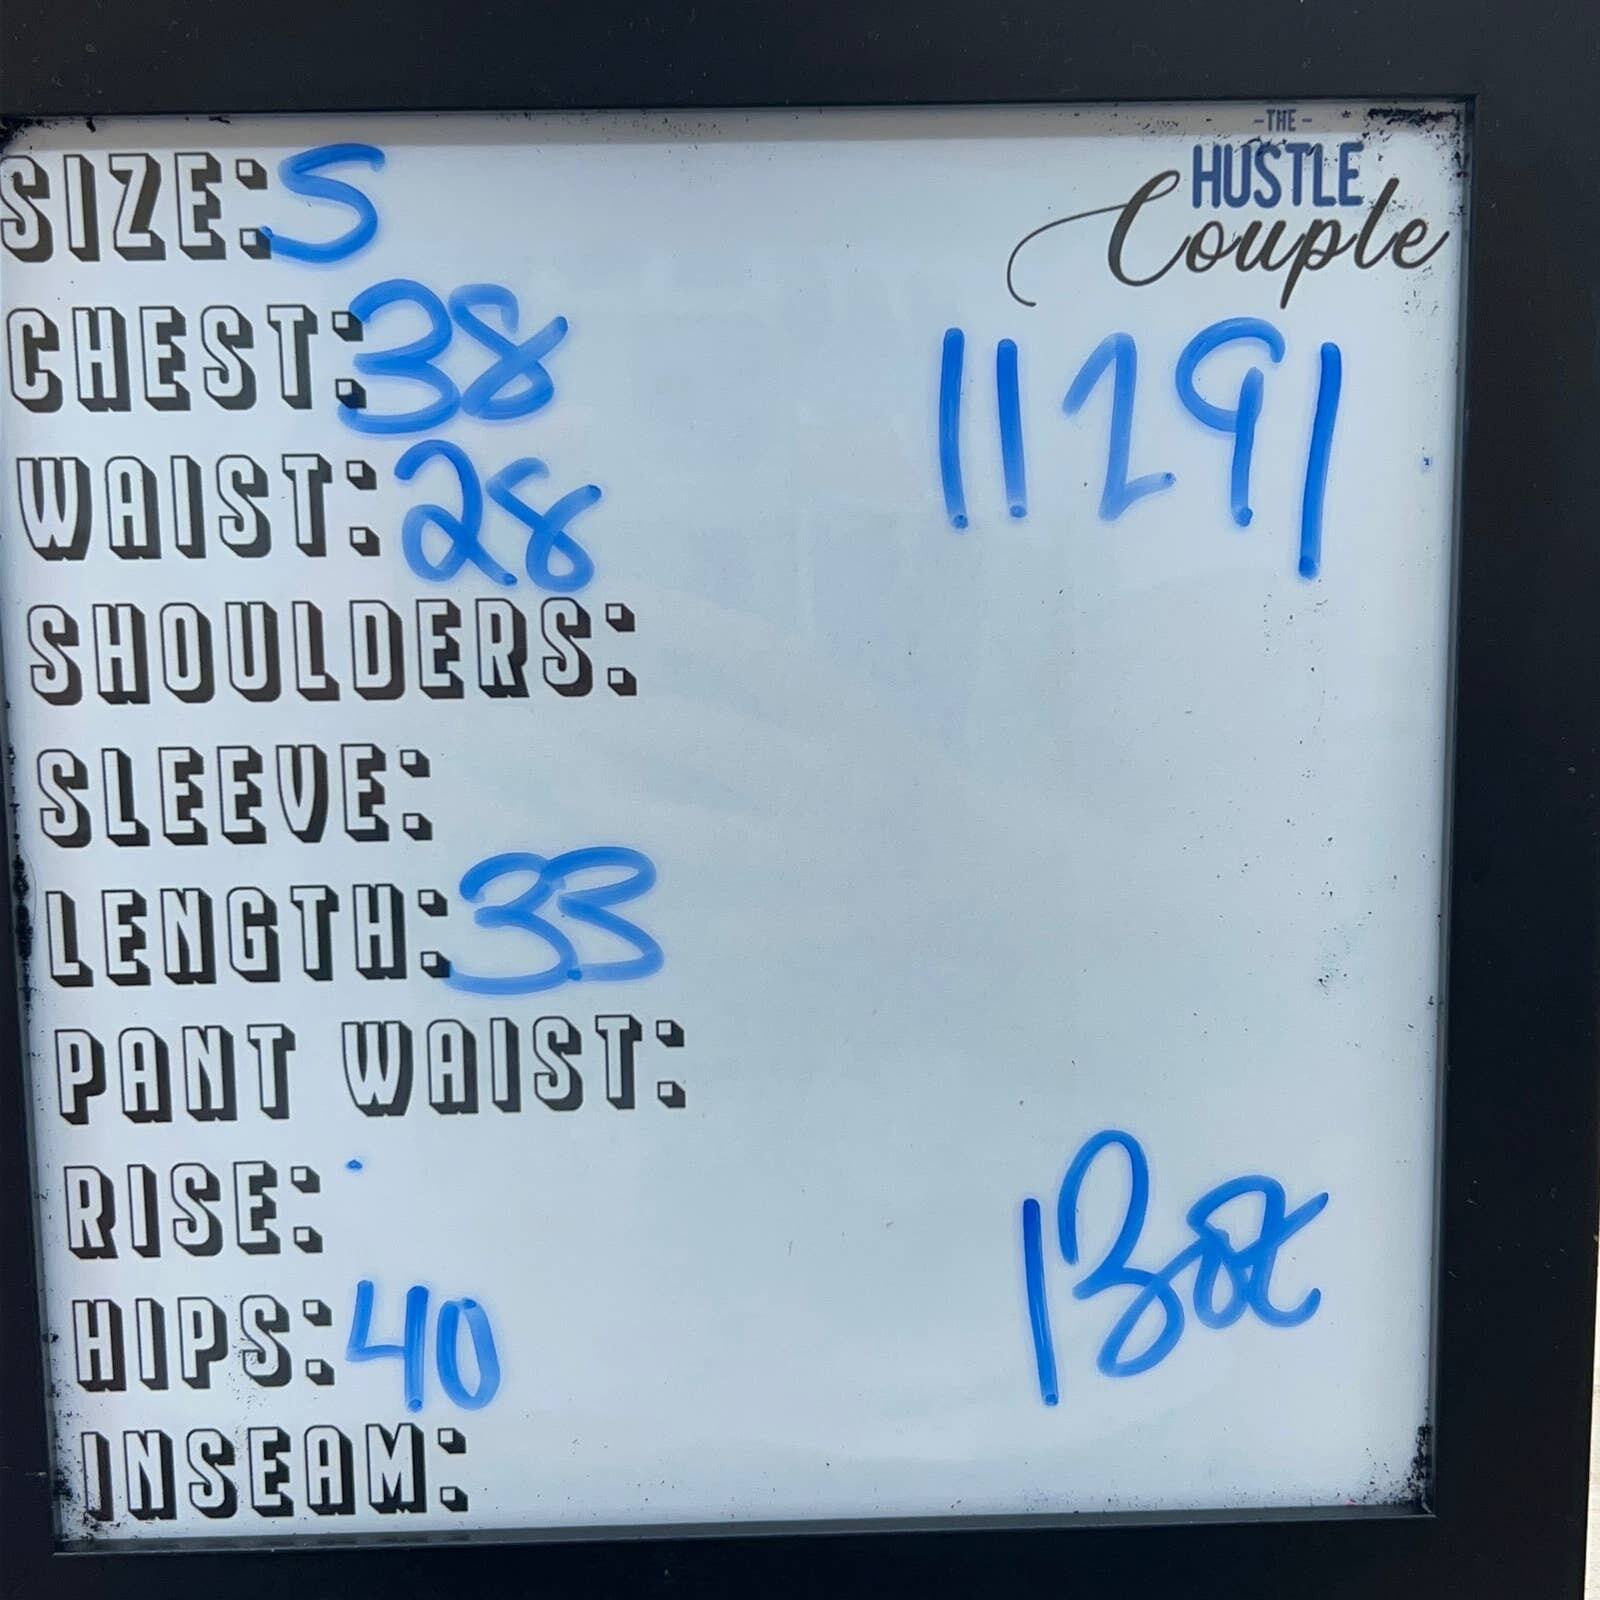 - THE -
HUSTLE
Couple
SIZE: S
CHEST: 38
11291
WAIST: 28
SHOULDERS:
SLEEVE:
LENGTH: 33
PANT WAIST:
RISE:
HIPS: 40
INSEAM: